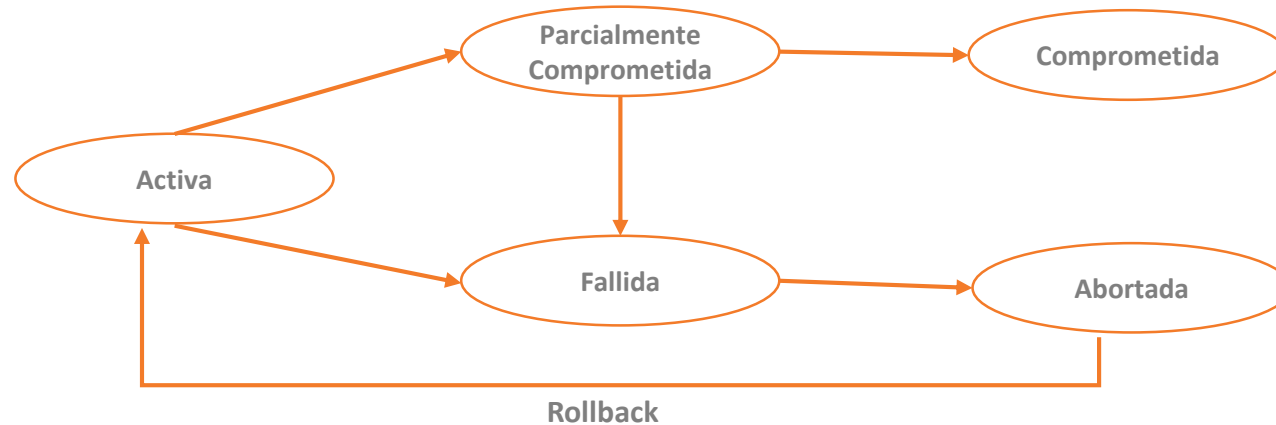 Parcialmente
Comprometida
Comprometida
Activa
Fallida
Abortada
Rollback